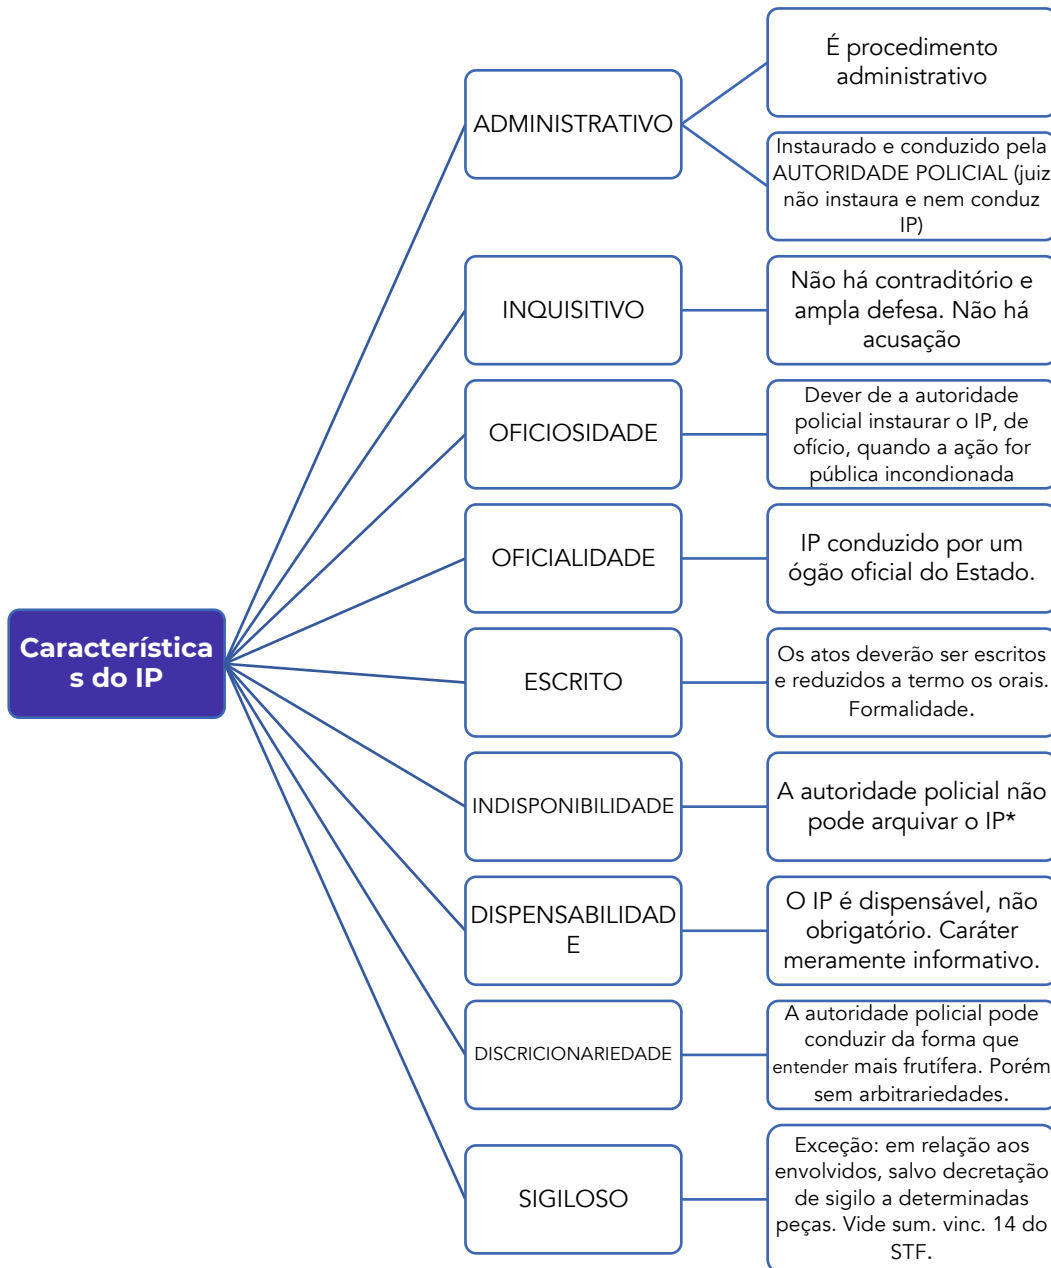 Característica
s do IP
ADMINISTRATIVO
É procedimento
administrativo
Instaurado e conduzido pela
AUTORIDADE POLICIAL (juiz
não instaura e nem conduz
IP)
INQUISITIVO
Não há contraditório e
ampla defesa. Não há
acusação
OFICIOSIDADE
Dever de a autoridade
policial instaurar o IP, de
ofício, quando a ação for
pública incondionada
OFICIALIDADE
IP conduzido por um
ógão oficial do Estado.
ESCRITO
Os atos deverão ser escritos
e reduzidos a termo os orais.
Formalidade.
INDISPONIBILIDADE
A autoridade policial não
pode arquivar o IP*
DISPENSABILIDAD
E
O IP é dispensável, não
obrigatório. Caráter
meramente informativo.
DISCRICIONARIEDADE
A autoridade policial pode
conduzir da forma que
entender mais frutífera. Porém
sem arbitrariedades.
SIGILOSO
Exceção: em relação aos
envolvidos, salvo decretação
de sigilo a determinadas
peças. Vide sum. vinc. 14 do
STF.